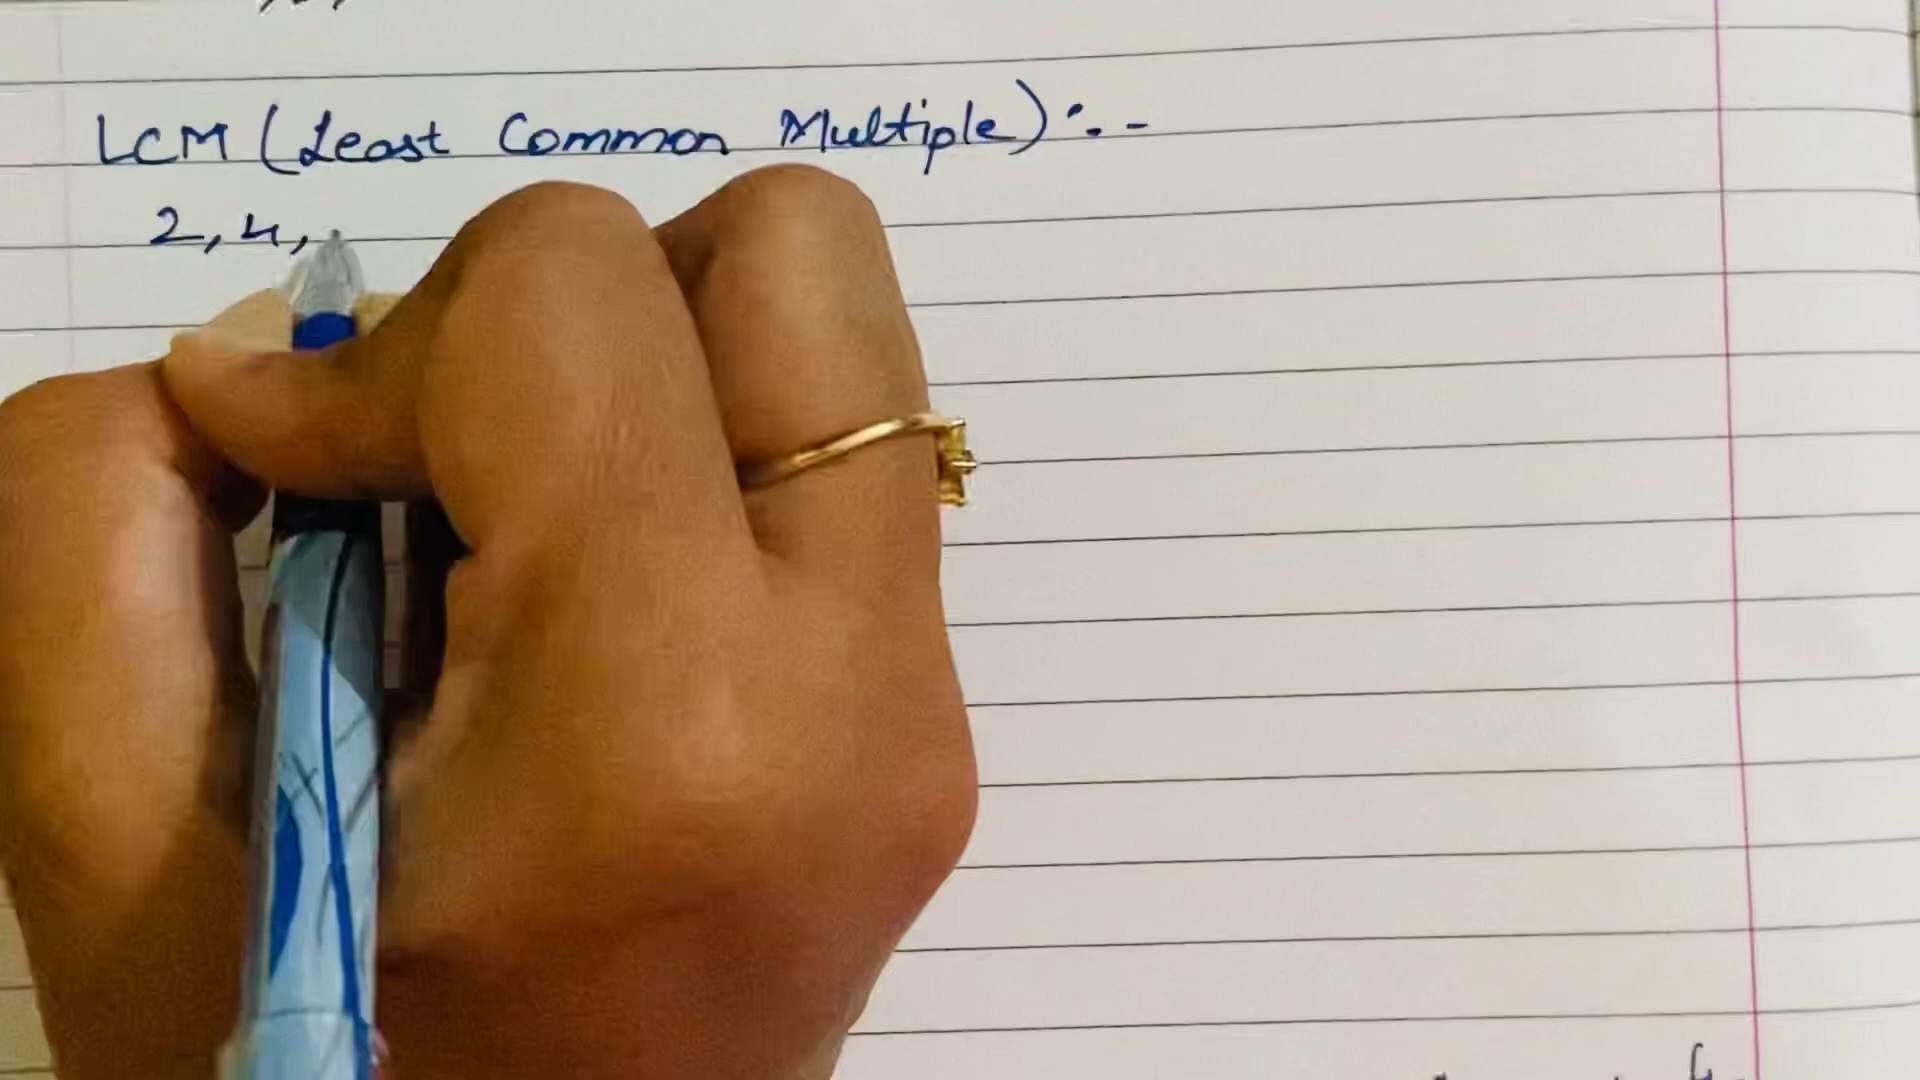 LCM (Least Common Multiple) :--
2, 4,